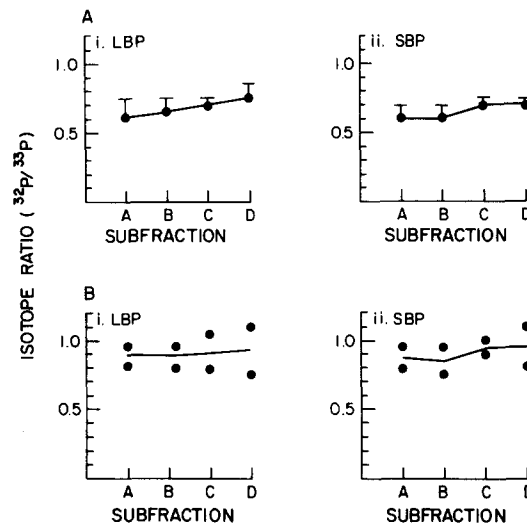 A
i. LBP
ii. SBP
1.0
0.5
1.0
0.5
A B C D
A B C D
SUBFRACTION
SUBFRACTION
ISOTOPE RATIO (32P/33P)
B
i. LBP
ii. SBP
1.0
0.5
1.0
0.5
A B C D
A B C D
SUBFRACTION
SUBFRACTION